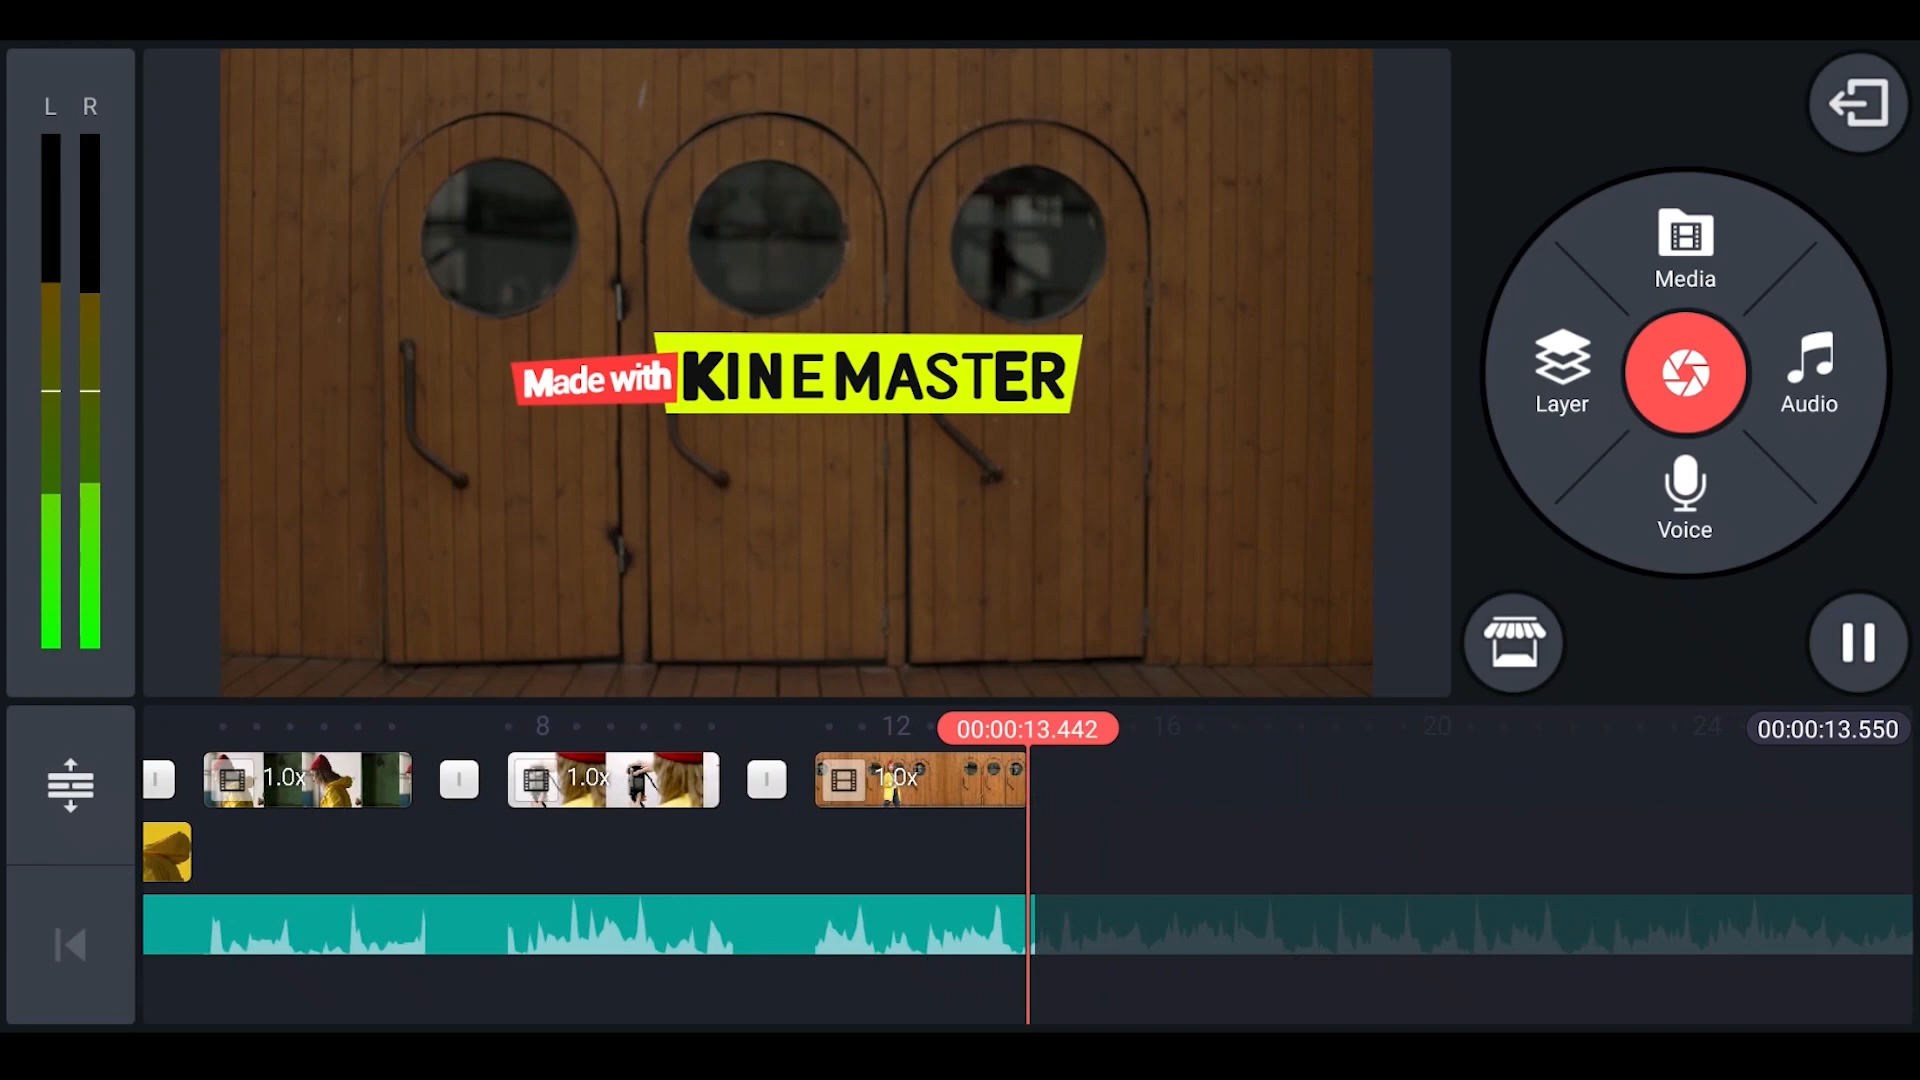 L R
Media
Made with KINEMASTER
Layer
Audio
Voice
8
12
00:00:13.442
16
20
24
00:00:13.550
1.0x
1.0x
1.0x